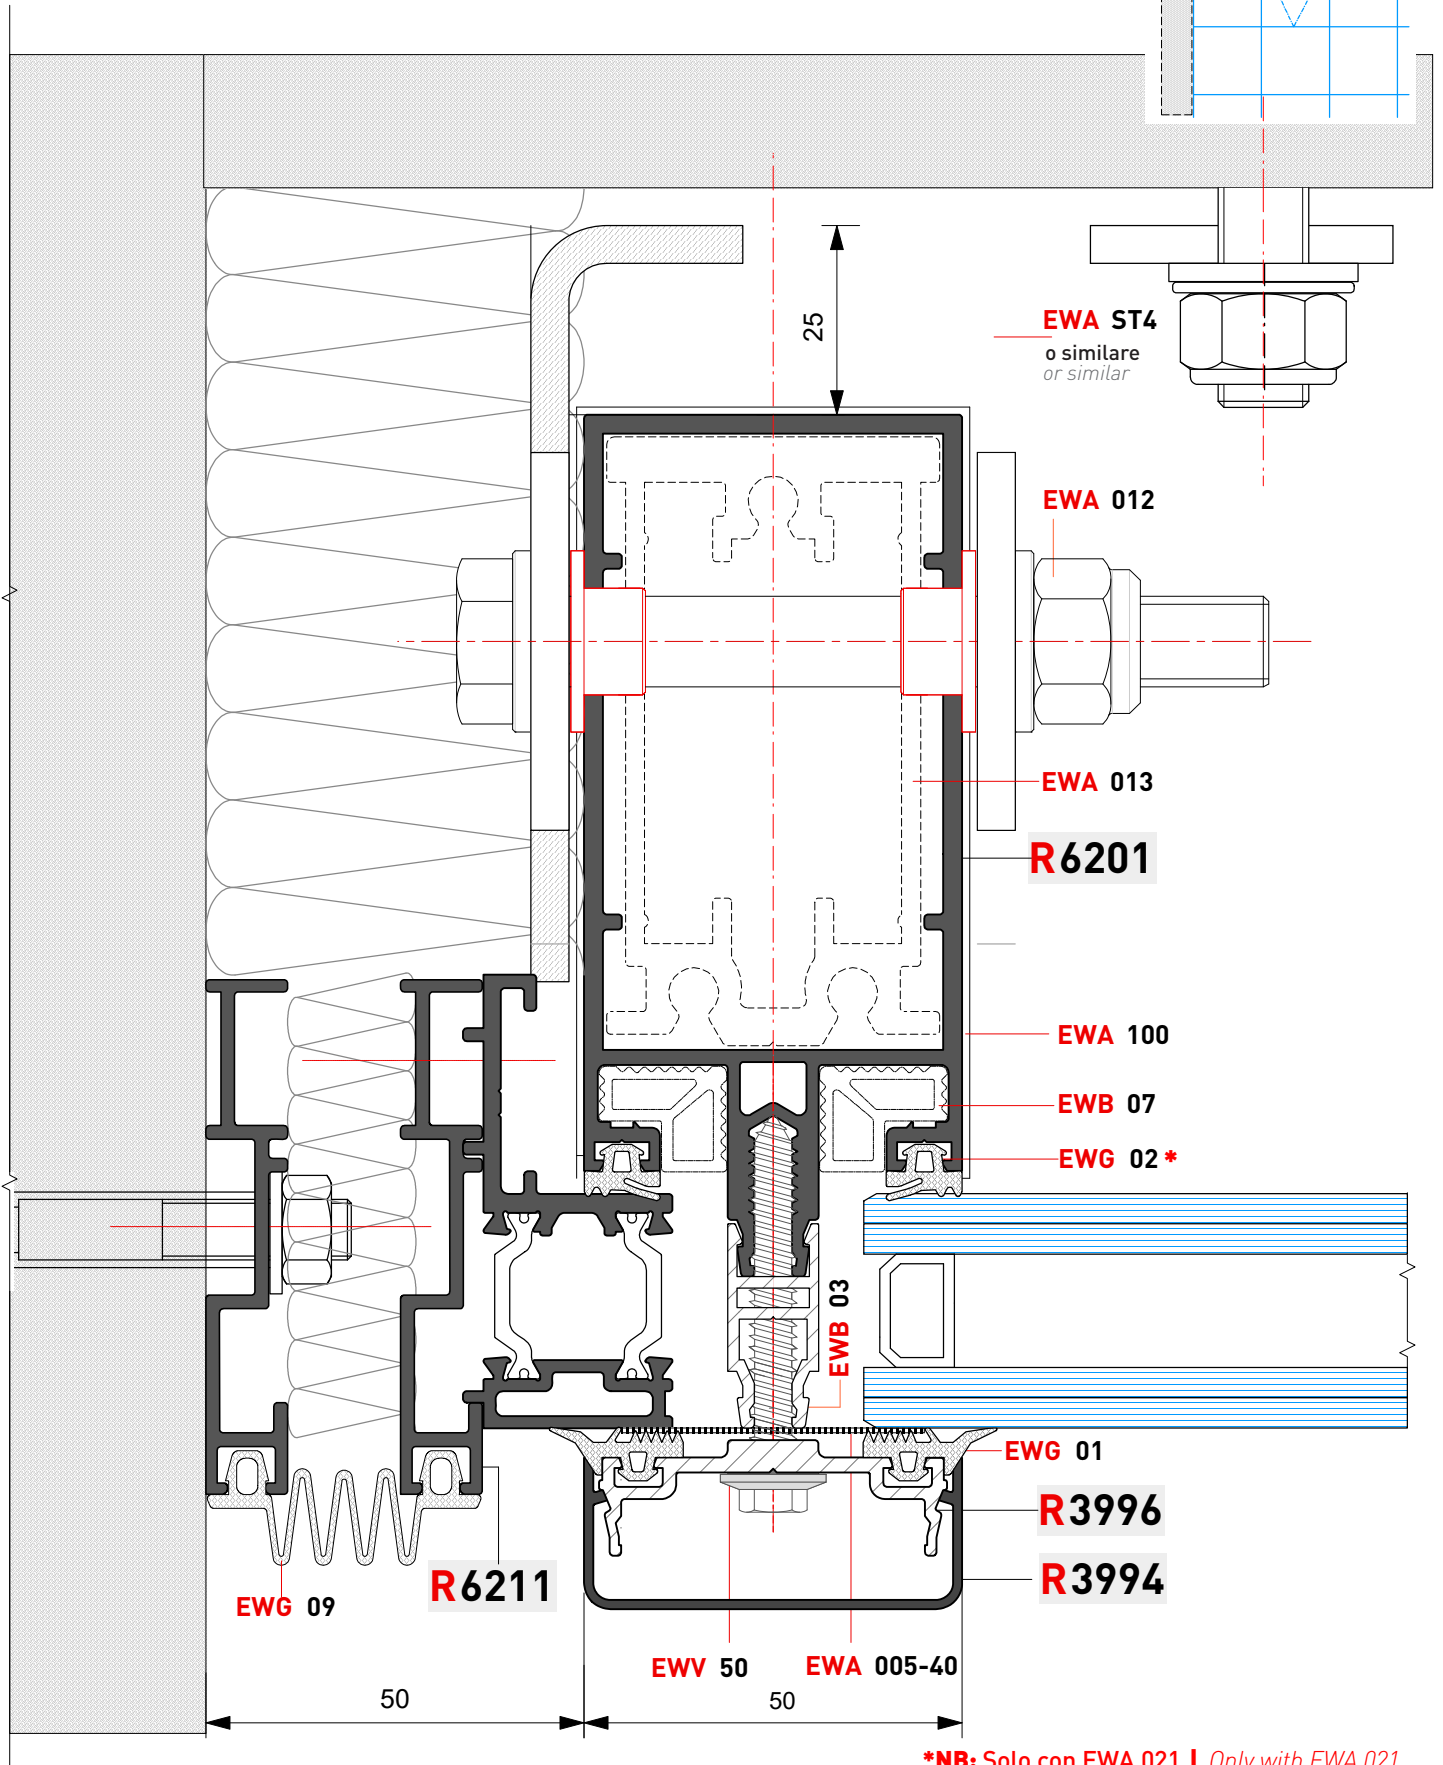 25
EWA ST4
o similare
or similar
EWA 012
EWA 013
R6201
EWA 100
EWB 07
EWG 02*
EWB 03
EWG 01
R3996
R6211
R3994
EWG 09
EWV 50
EWA 005-40
50
50
*NB: Solo con EWA 021 | Only with EWA 021